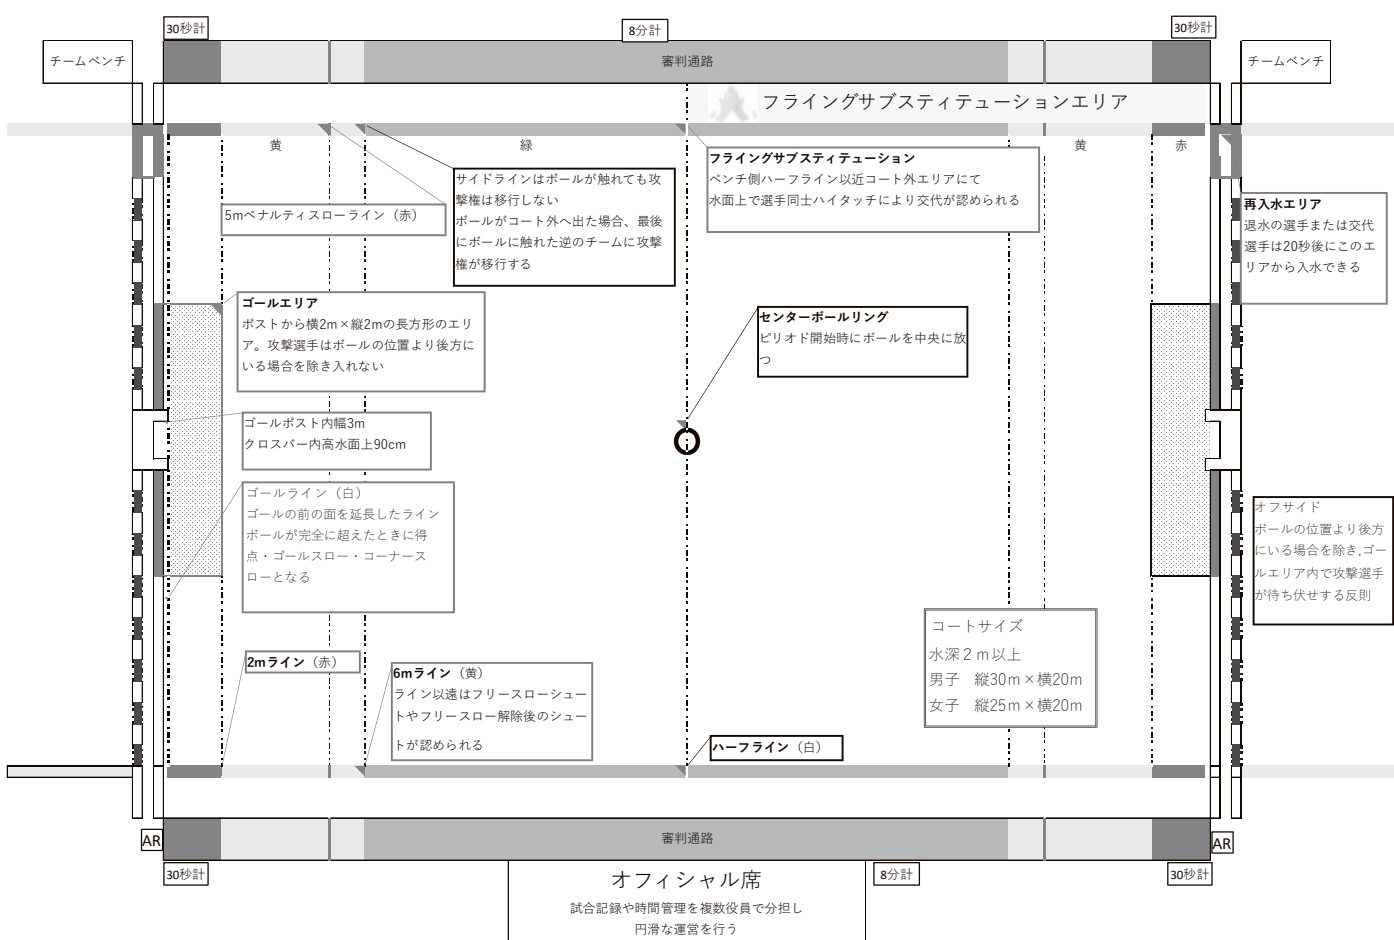 30秒計
8分計
30秒計
チームベンチ
審判通路
チームベンチ
フライングサブスティテューションエリア
黄
緑
黄
赤
フライングサブスティテューション
ベンチ側ハーフライン以近コート外エリアにて
水面上で選手同士ハイタッチにより交代が認められる
サイドラインはボールが触れても攻
撃権は移行しない
ボールがコート外へ出た場合、最後
にボールに触れた逆のチームに攻撃
権が移行する
5mペナルティスローライン（赤）
再入水エリア
退水の選手または交代
選手は20秒後にこのエ
リアから入水できる
ゴールエリア
ポストから横2m×縦2mの長方形のエリ
ア。攻撃選手はボールの位置より後方に
いる場合を除き入れない
センターボールリング
ピリオド開始時にボールを中央に放
つ
ゴールポスト内幅3m
クロスバー内高水面上90cm
ゴールライン（白）
ゴールの前の面を延長したライン
ボールが完全に超えたときに得
点・ゴールスロー・コーナース
ローとなる
オフサイド
ボールの位置より後方
にいる場合を除き,ゴー
ルエリア内で攻撃選手
が待ち伏せする反則
コートサイズ
水深２ｍ以上
男子　縦30ｍ×横20ｍ
女子　縦25ｍ×横20ｍ
2mライン（赤）
6mライン（黄）
ライン以遠はフリースローシュー
トやフリースロー解除後のシュー
トが認められる
ハーフライン（白）
AR
審判通路
AR
30秒計
8分計
30秒計
オフィシャル席
試合記録や時間管理を複数役員で分担し
円滑な運営を行う